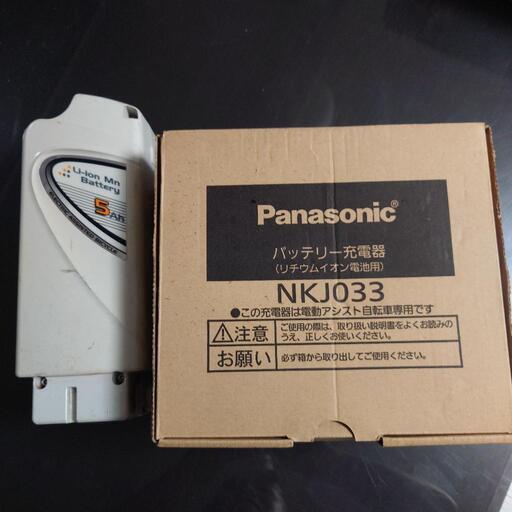 Li-ion Mn
Battery
5Ah
ELECTRIC ASSISTED BICYCLE
Panasonic®
バッテリー充電器
(リチウムイオン電池用)
NKJ033
●この充電器は電動アシスト自転車専用です
注意
ご使用の際は、取り扱い説明書をよくお読みの
うえ、正しくお使いください。
お願い
必ず箱から取り出してご使用ください。